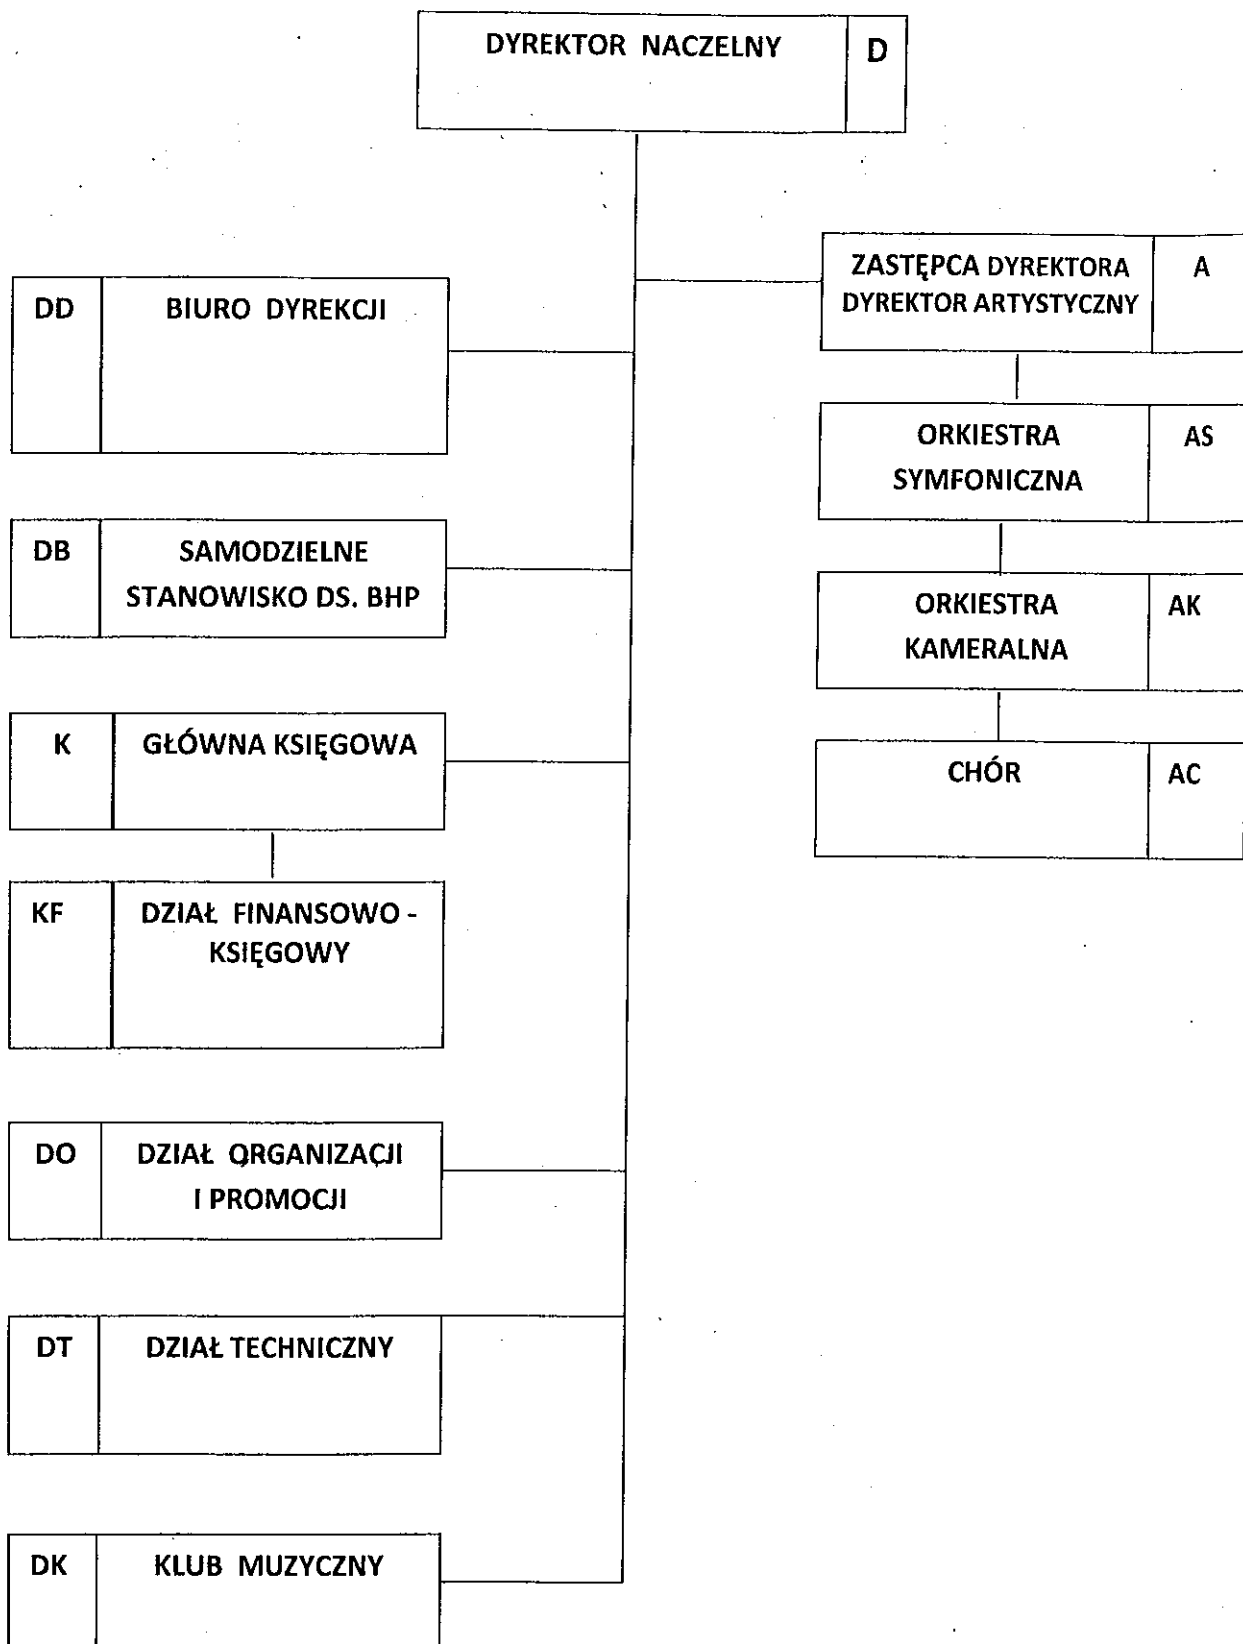 DYREKTOR NACZELNY D
ZASTĘPCA DYREKTORA A
DYREKTOR ARTYSTYCZNY
DD BIURO DYREKCJI
ORKIESTRA AS
SYMFONICZNA
DB SAMODZIELNE
STANOWISKO DS. BHP
ORKIESTRA AK
KAMERALNA
K GŁÓWNA KSIĘGOWA
CHÓR AC
KF DZIAŁ FINANSOWO -
KSIĘGOWY
DO DZIAŁ ORGANIZACJI
I PROMOCJI
DT DZIAŁ TECHNICZNY
DK KLUB MUZYCZNY